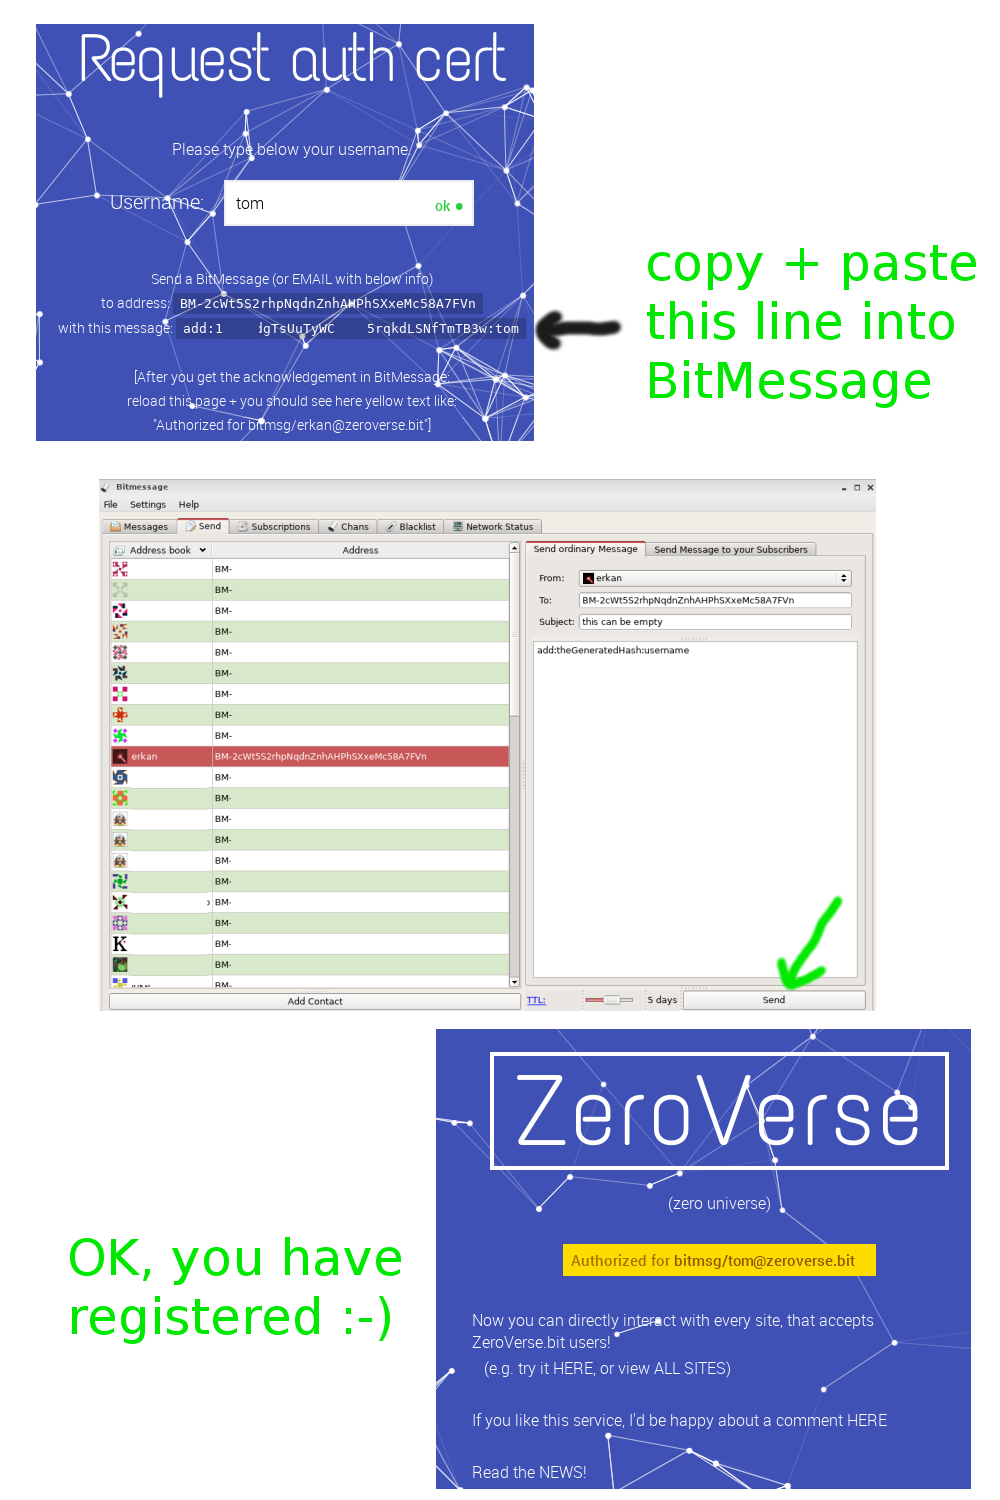 Request auth cert
Please type below your username.
Username: tom ok
Send a BitMessage (or EMAIL with below info)
to address: BM-2cWt5S2rhpNqdnZnhAHPhSXxeMc58A7FVn
with this message: add:1 dgTsUuTyWC 5rqkdLSNfTmTB3w:tom
[After you get the acknowledgement in BitMessage:
reload this page + you should see here yellow text like:
"Authorized for bitmsg/erkan@zeroverse.bit"]
copy + paste
this line into
BitMessage
Bitmessage
File Settings Help
Messages Send Subscriptions Chans Blacklist Network Status
Address book Address
BM-
BM-
BM-
BM-
BM-
BM-
BM-
BM-
BM-
erkan BM-2cWt5S2rhpNqdnZnhAHPhSXxeMc58A7FVn
BM-
BM-
BM-
BM-
BM-
BM-
BM-
BM-
K BM-
BM-
BM-
Add Contact
Send ordinary Message Send Message to your Subscribers
From: erkan
To: BM-2cWt5S2rhpNqdnZnhAHPhSXxeMc58A7FVn
Subject: this can be empty
add:theGeneratedHash:username
TTL: 5 days Send
OK, you have
registered :-)
ZeroVerse
(zero universe)
Authorized for bitmsg/tom@zeroverse.bit
Now you can directly interact with every site, that accepts
ZeroVerse.bit users!
(e.g. try it HERE, or view ALL SITES)
If you like this service, I'd be happy about a comment HERE
Read the NEWS!